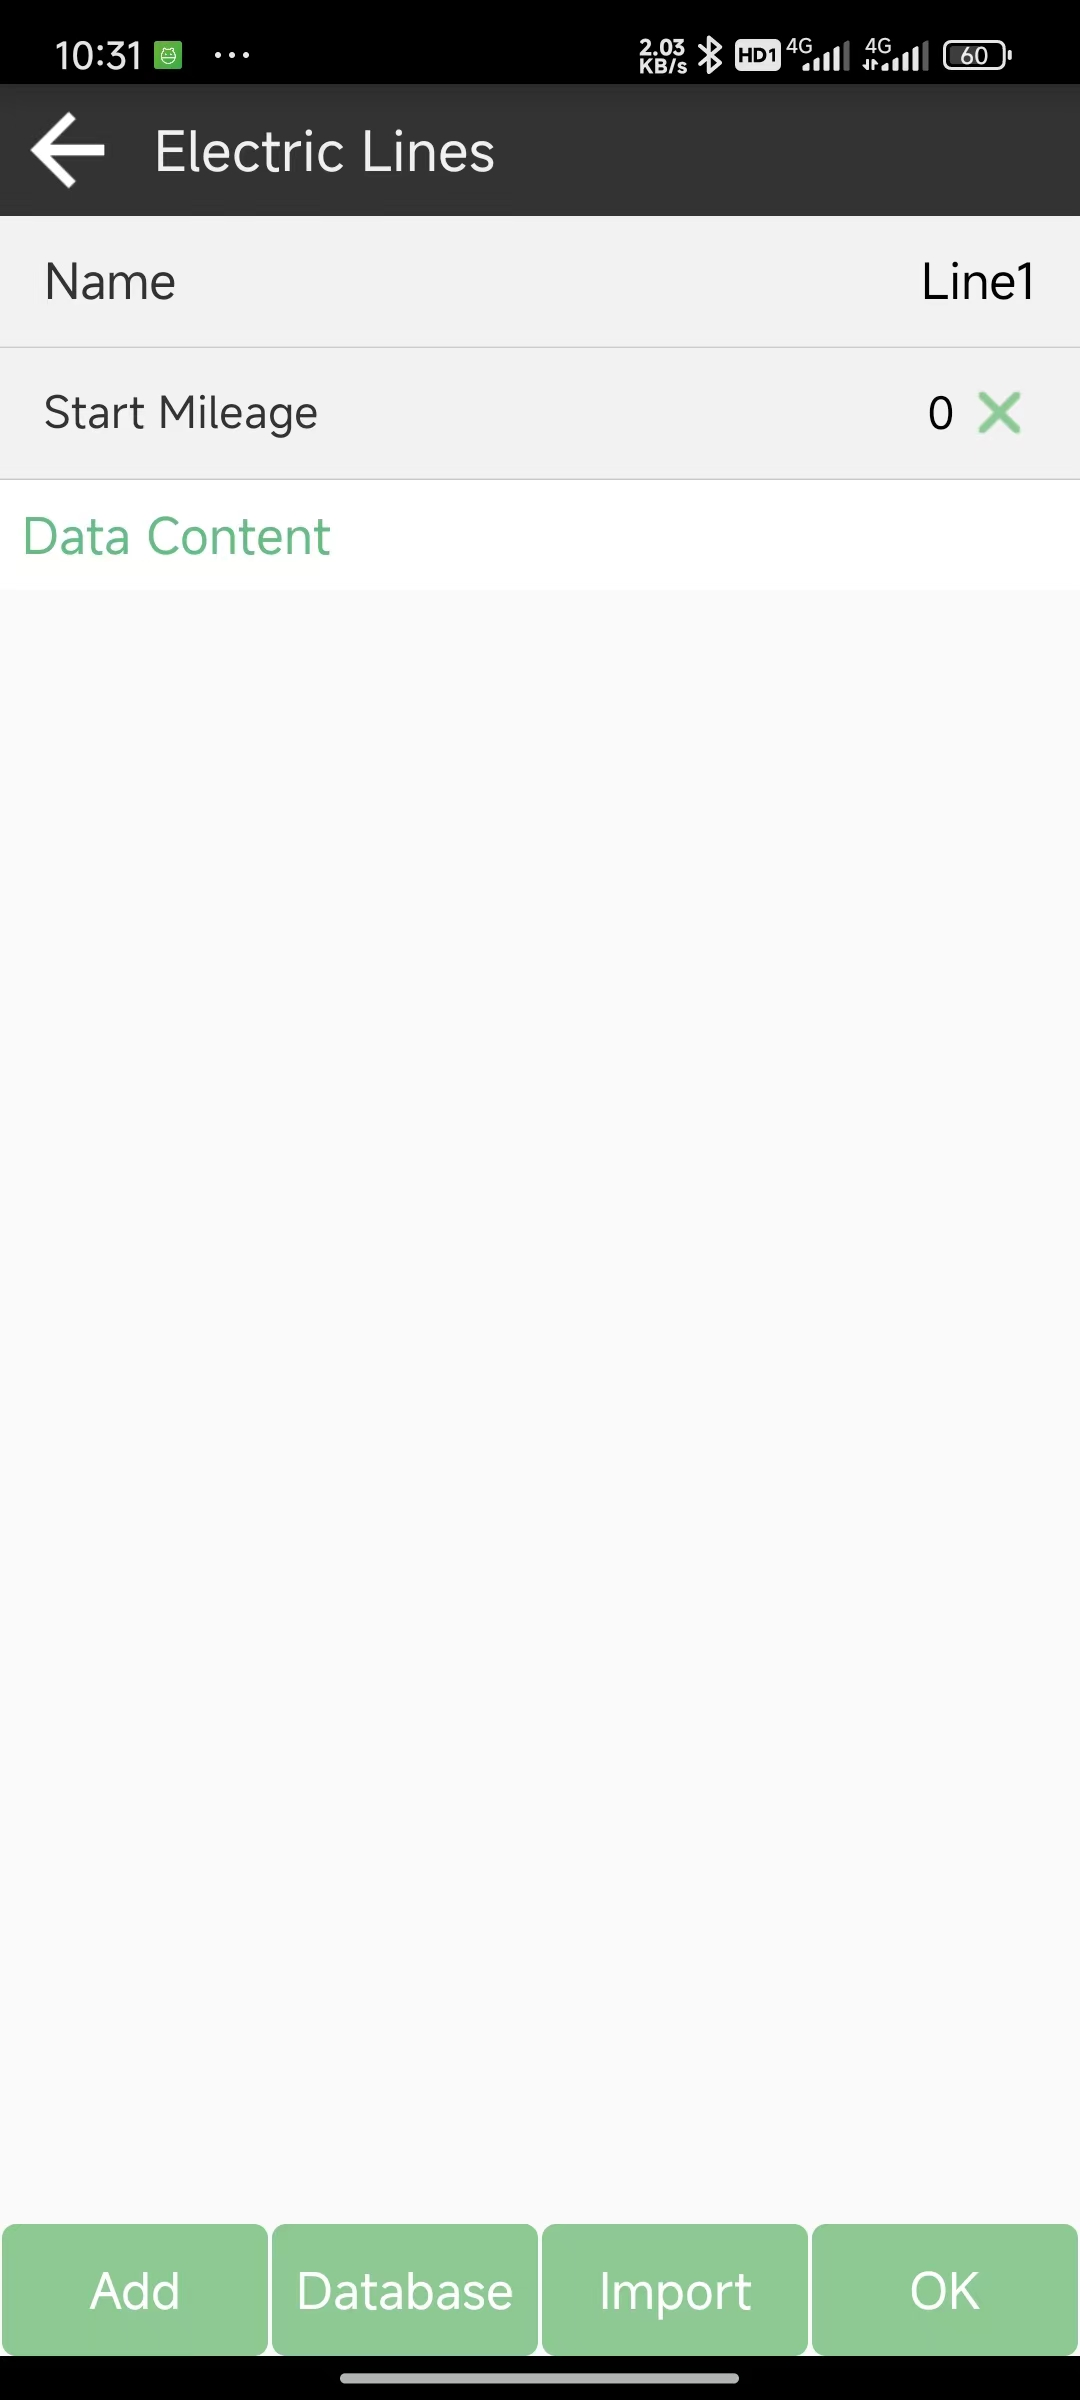 10:31 ... 2.03 KB/s HD1 4G 4G 60
Electric Lines
Name Line1
Start Mileage 0
Data Content
Add Database Import OK